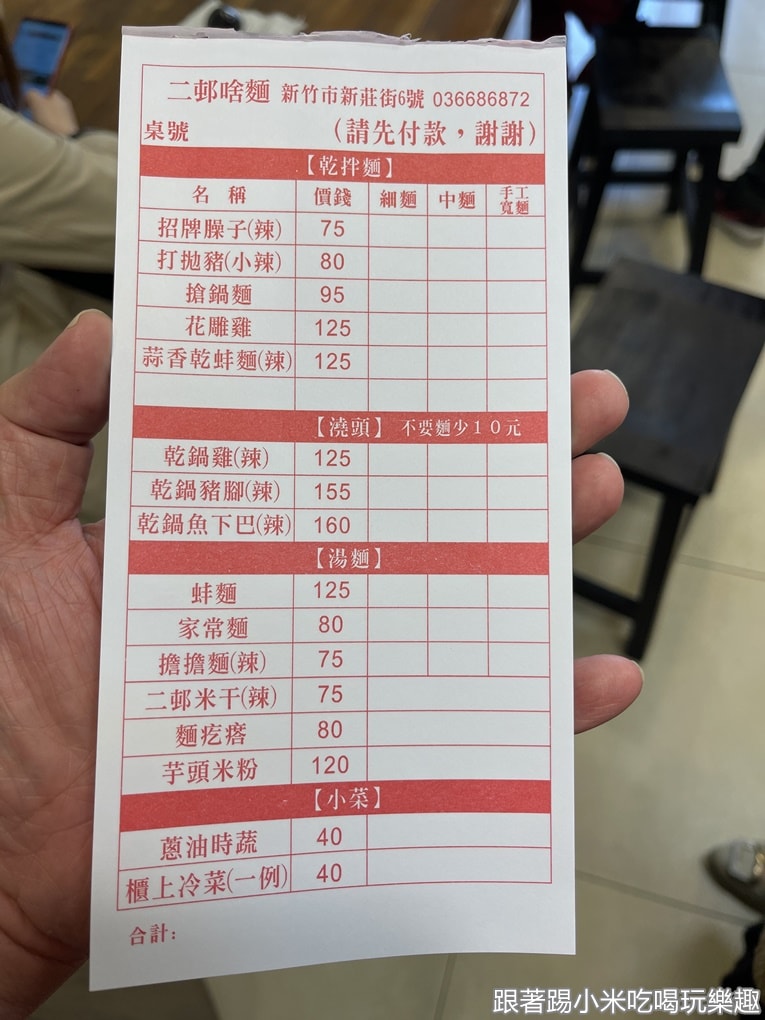 二邨啥麵 新竹市新莊街6號 036686872
桌號 (請先付款，謝謝)
【乾拌麵】
名 稱 價錢 細麵 中麵 手工寬麵
招牌臊子(辣) 75
打拋豬(小辣) 80
搶鍋麵 95
花雕雞 125
蒜香乾蚌麵(辣) 125
【澆頭】 不要麵少10元
乾鍋雞(辣) 125
乾鍋豬腳(辣) 155
乾鍋魚下巴(辣) 160
【湯麵】
蚌麵 125
家常麵 80
擔擔麵(辣) 75
二邨米干(辣) 75
麵疙瘩 80
芋頭米粉 120
【小菜】
蔥油時蔬 40
櫃上冷菜(一例) 40
合計:
跟著踢小米吃喝玩樂趣